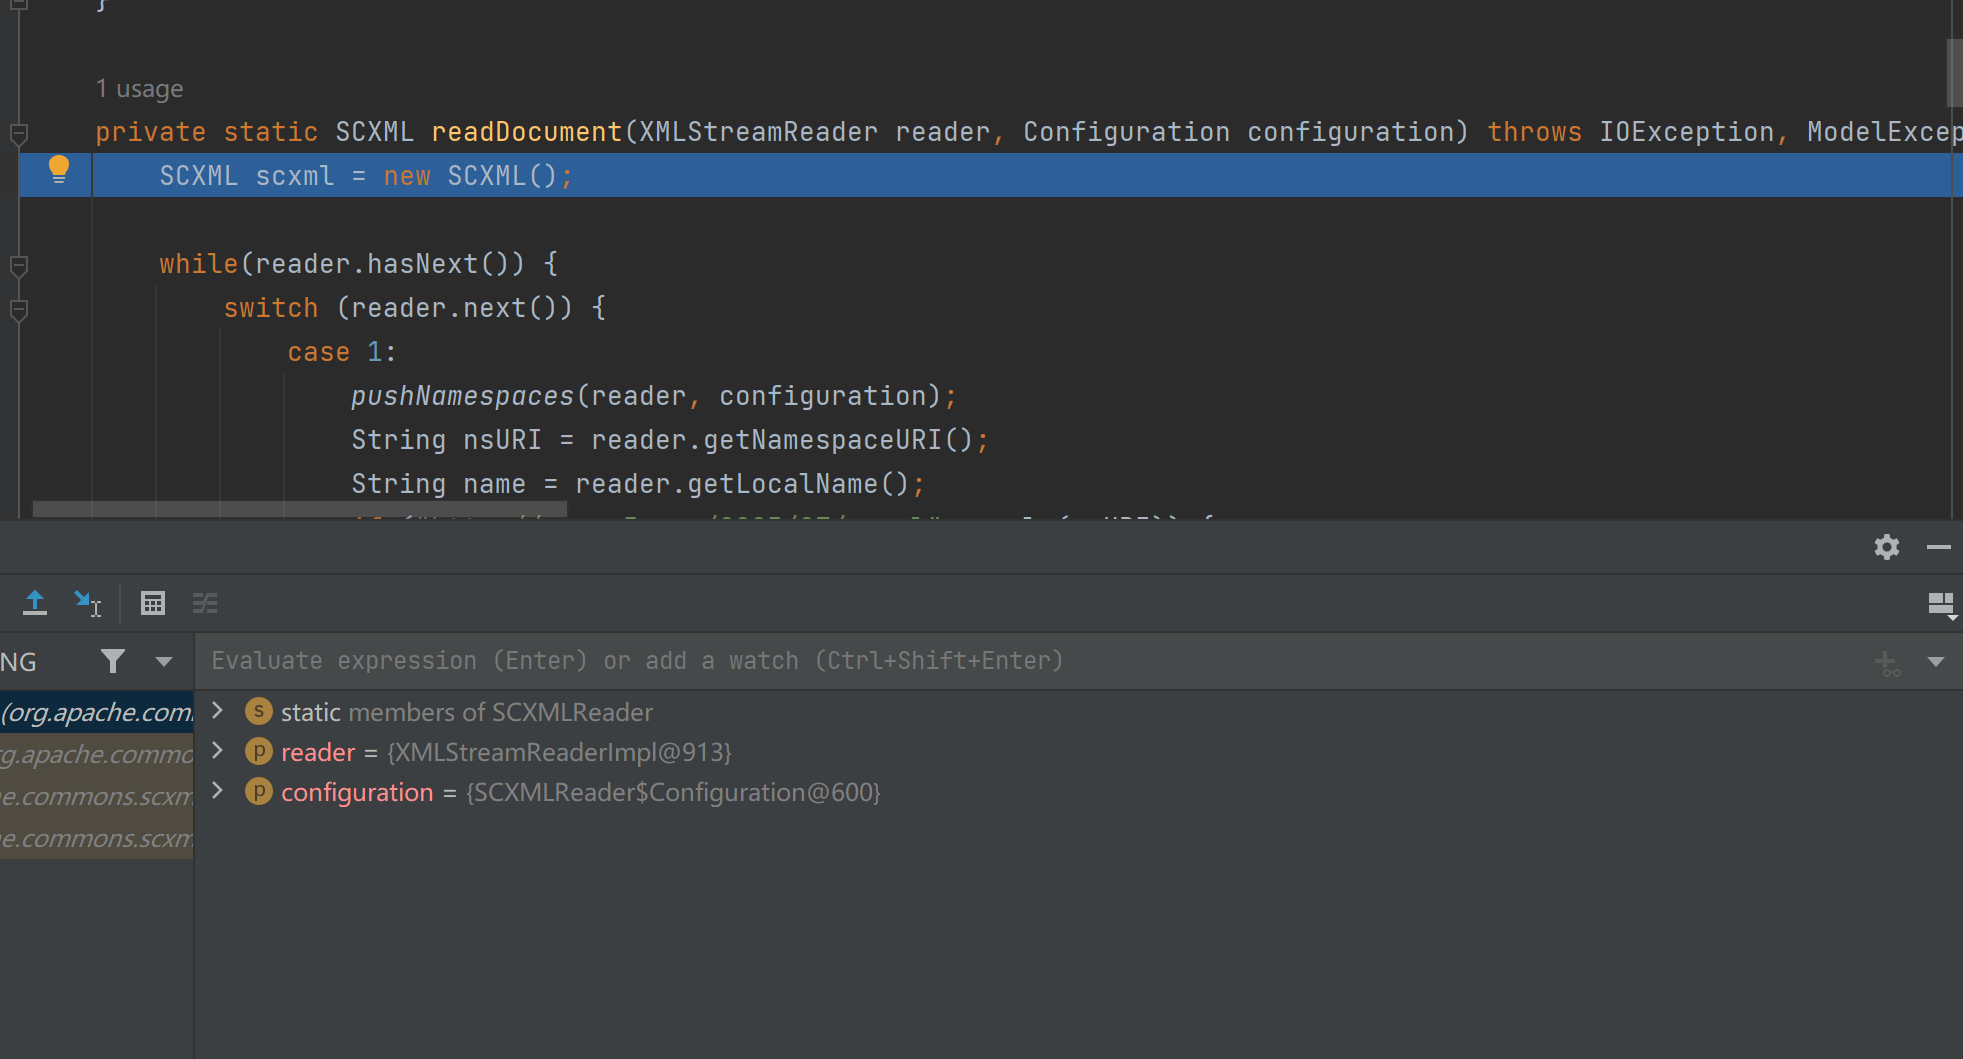 }
1 usage
private static SCXML readDocument(XMLStreamReader reader, Configuration configuration) throws IOException, ModelExcep
SCXML scxml = new SCXML();
while(reader.hasNext()) {
switch (reader.next()) {
case 1:
pushNamespaces(reader, configuration);
String nsURI = reader.getNamespaceURI();
String name = reader.getLocalName();
NG
Evaluate expression (Enter) or add a watch (Ctrl+Shift+Enter)
(org.apache.com
static members of SCXMLReader
rg.apache.commo
reader = {XMLStreamReaderImpl@913}
e.commons.scxm
configuration = {SCXMLReader$Configuration@600}
e.commons.scxm